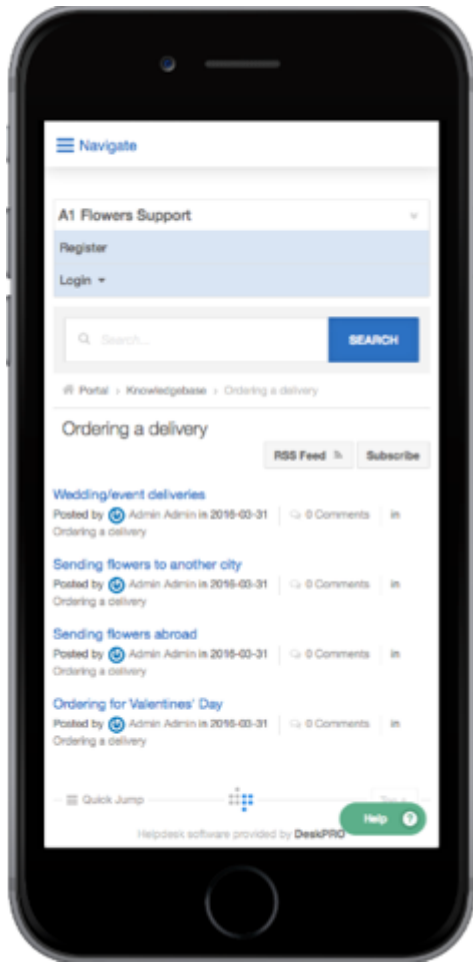 Navigate
A1 Flowers Support
Register
Login
Search...
SEARCH
Portal > Knowledgebase > Ordering a delivery
Ordering a delivery
RSS Feed
Subscribe
Wedding/event deliveries
Posted by Admin Admin in 2016-03-31 0 Comments in
Ordering a delivery
Sending flowers to another city
Posted by Admin Admin in 2016-03-31 0 Comments in
Ordering a delivery
Sending flowers abroad
Posted by Admin Admin in 2016-03-31 0 Comments in
Ordering a delivery
Ordering for Valentines' Day
Posted by Admin Admin in 2016-03-31 0 Comments in
Ordering a delivery
Quick Jump
Helpdesk software provided by DeskPRO
Help ?